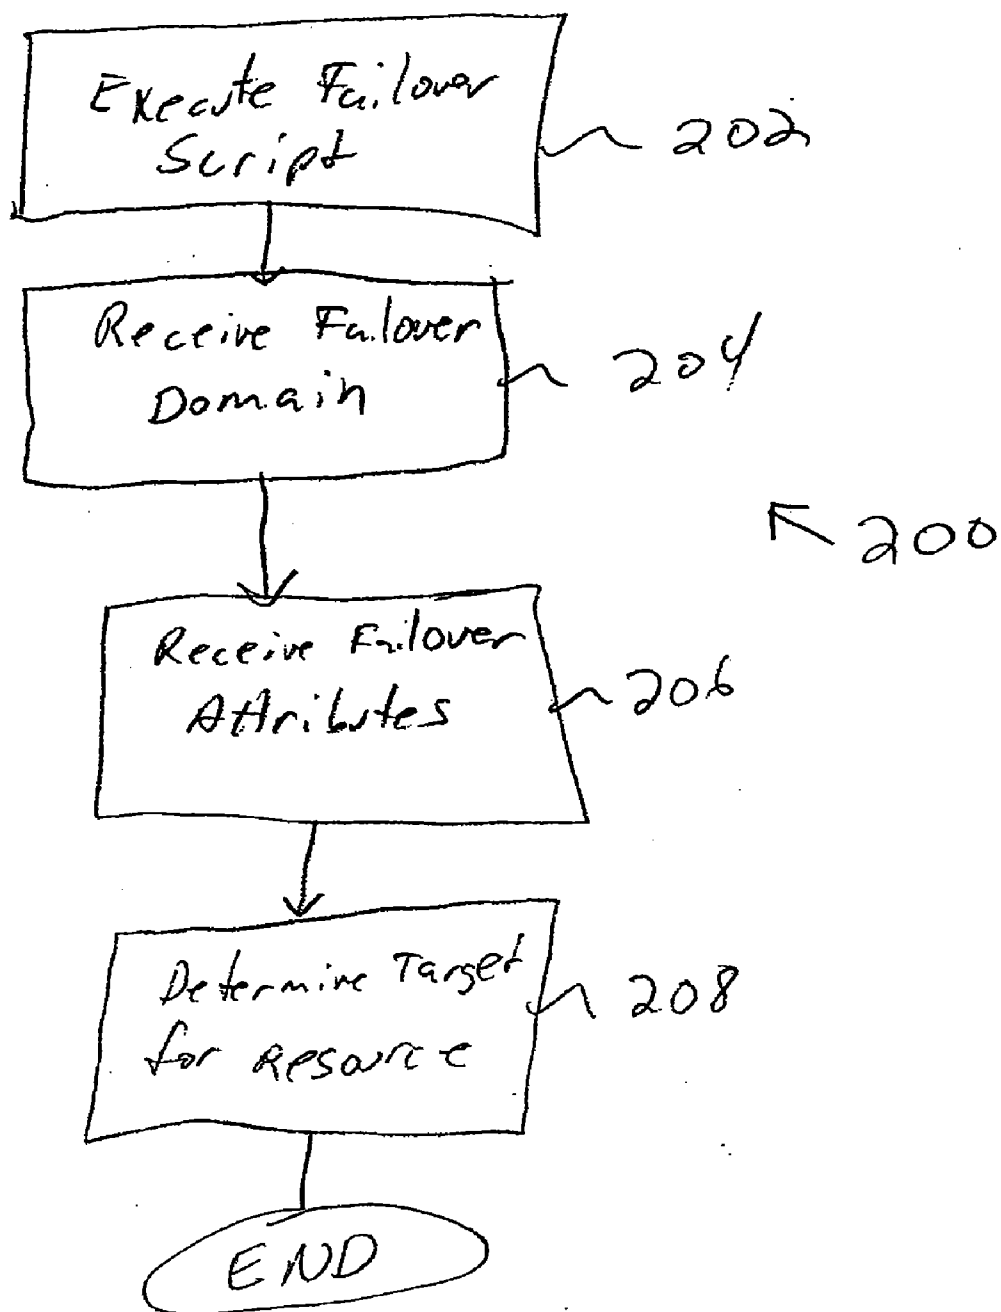 Execute Failover
Script
202
Receive Failover
Domain
204
200
Receive Failover
Attributes
206
Determine Target
for Resource
208
END